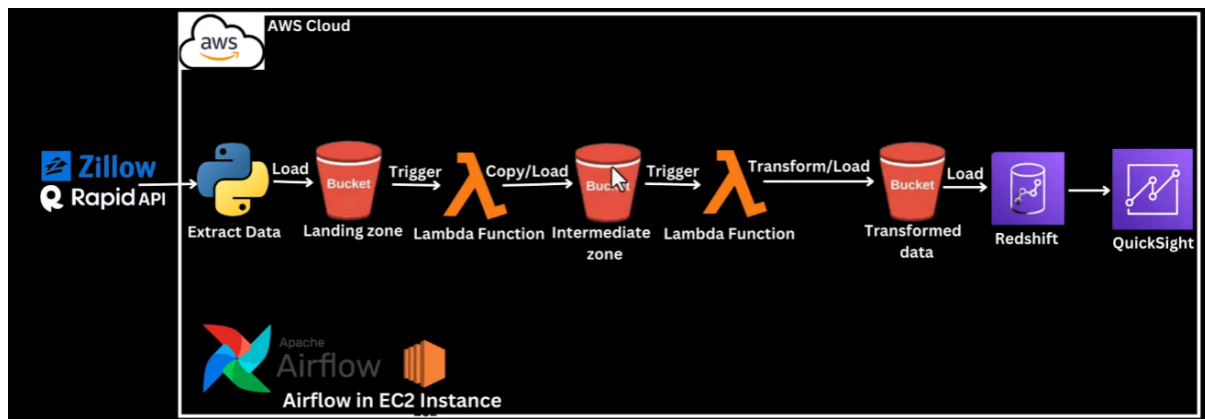 AWS Cloud
aws
Zillow
Rapid API
Extract Data
Load
Bucket
Landing zone
Trigger
Lambda Function
Copy/Load
Bucket
Intermediate
zone
Trigger
Lambda Function
Transform/Load
Bucket
Transformed
data
Load
Redshift
QuickSight
Apache
Airflow
Airflow in EC2 Instance